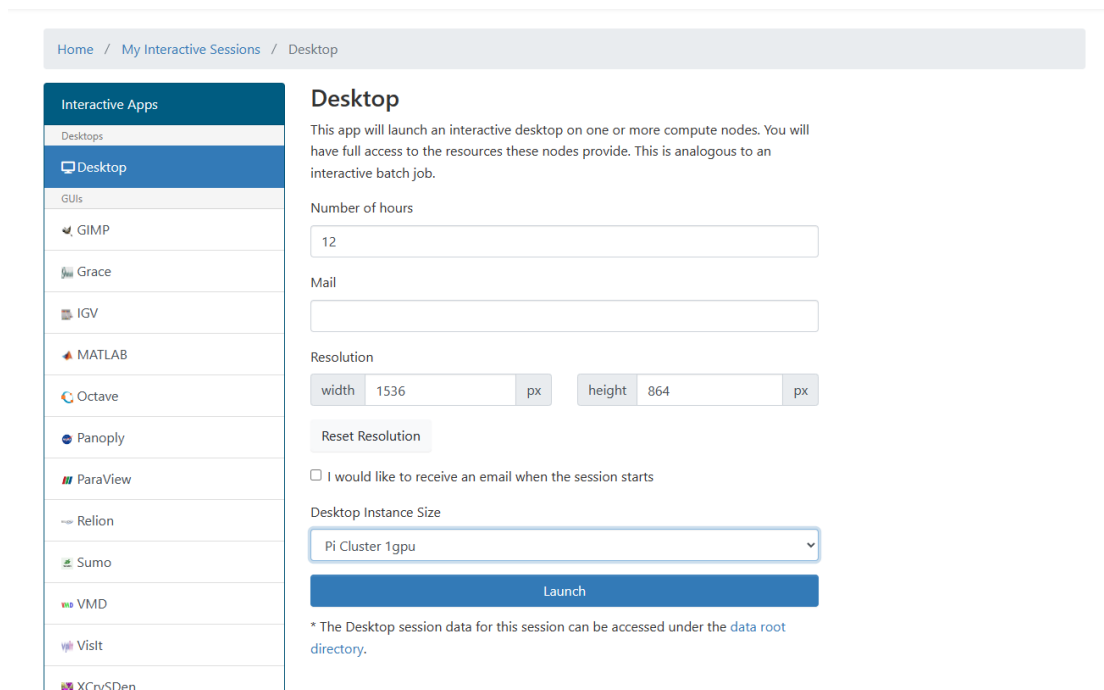 Home / My Interactive Sessions / Desktop
Interactive Apps
Desktops
Desktop
GUIs
GIMP
Grace
IGV
MATLAB
Octave
Panoply
ParaView
Relion
Sumo
VMD
VisIt
XCrySDen
Desktop
This app will launch an interactive desktop on one or more compute nodes. You will
have full access to the resources these nodes provide. This is analogous to an
interactive batch job.
Number of hours
12
Mail
Resolution
width 1536 px height 864 px
Reset Resolution
I would like to receive an email when the session starts
Desktop Instance Size
Pi Cluster 1gpu
Launch
* The Desktop session data for this session can be accessed under the data root
directory.